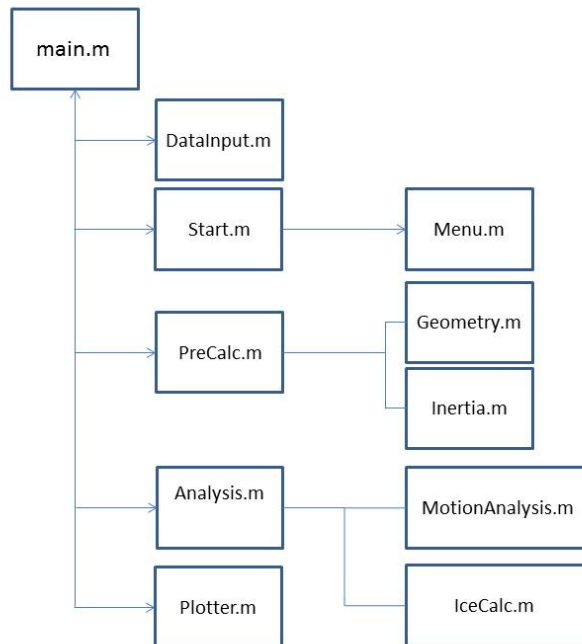 main.m
DataInput.m
Start.m
Menu.m
Geometry.m
PreCalc.m
Inertia.m
Analysis.m
MotionAnalysis.m
Plotter.m
IceCalc.m